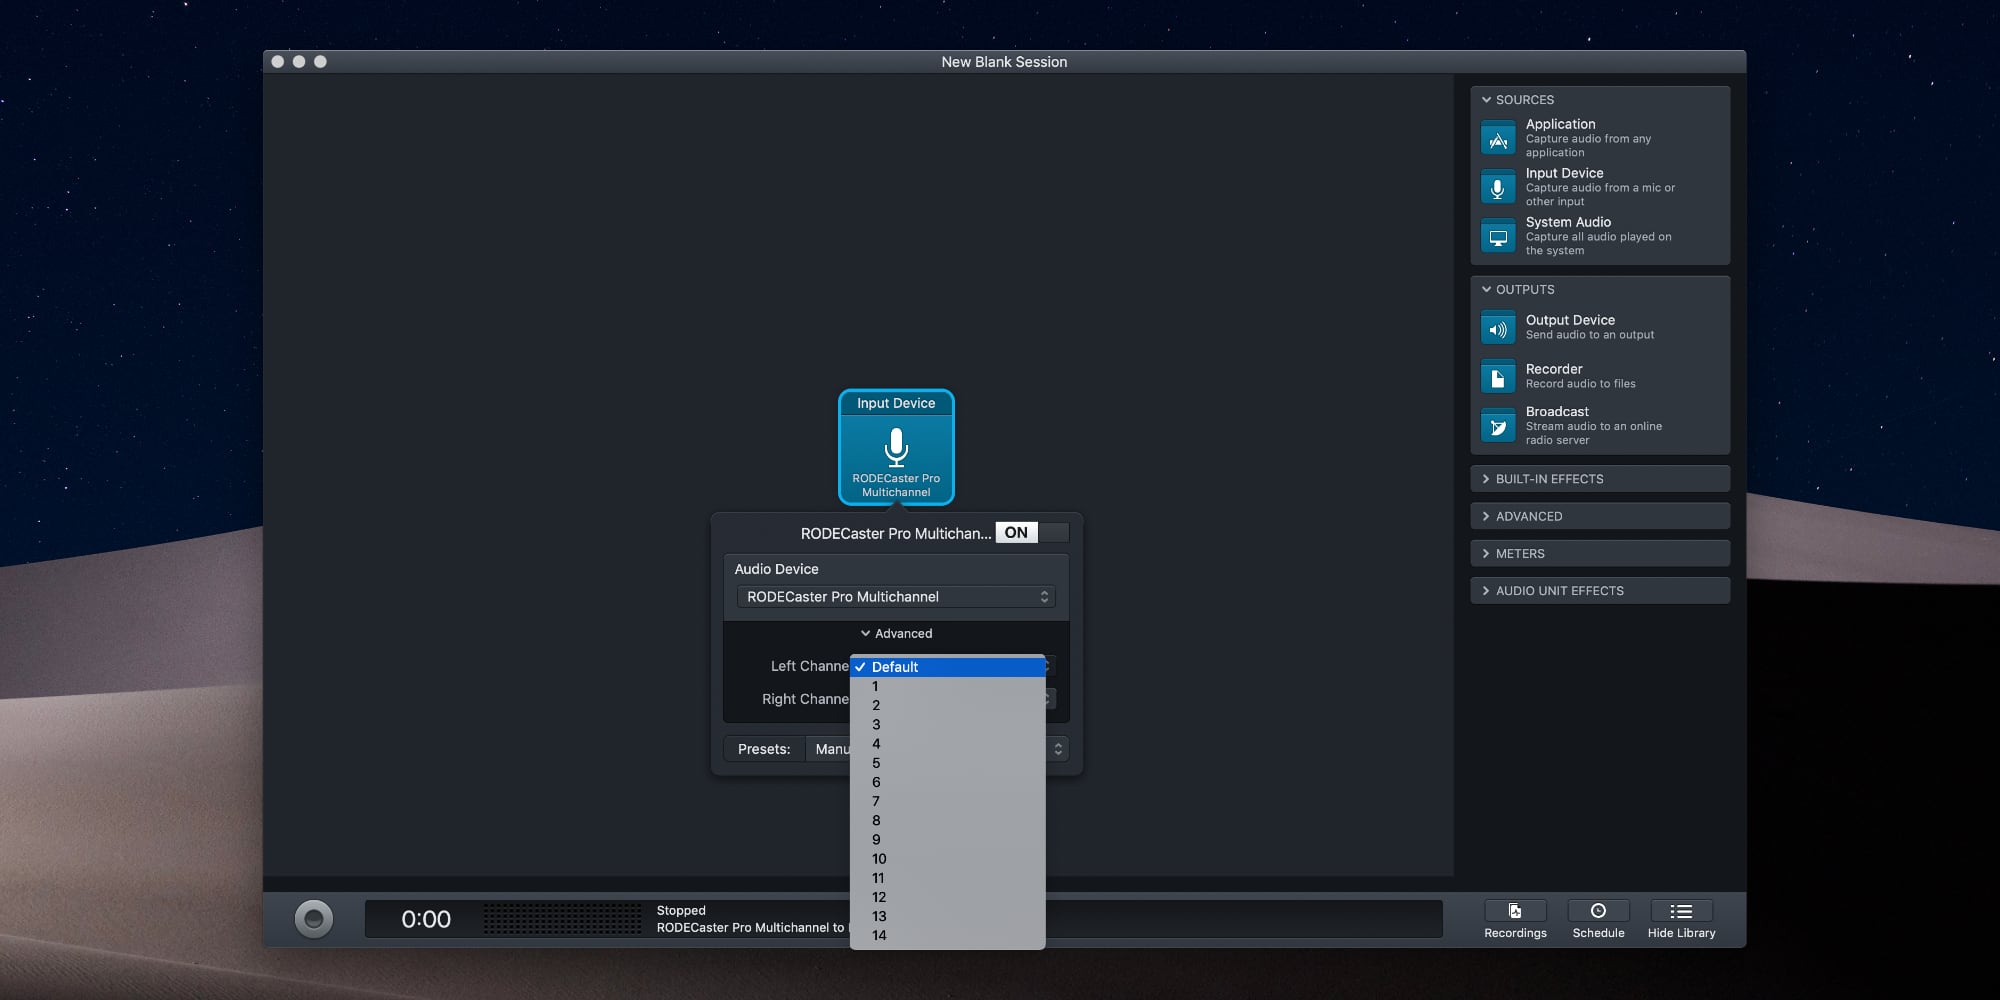 New Blank Session
SOURCES
Application
Capture audio from any
application
Input Device
Capture audio from a mic or
other input
System Audio
Capture all audio played on
the system
OUTPUTS
Output Device
Send audio to an output
Recorder
Record audio to files
Broadcast
Stream audio to an online
radio server
BUILT-IN EFFECTS
ADVANCED
METERS
AUDIO UNIT EFFECTS
Input Device
RODECaster Pro
Multichannel
RODECaster Pro Multichan... ON
Audio Device
RODECaster Pro Multichannel
Advanced
Left Channe
Right Channe
Presets: Manu
✓ Default
1
2
3
4
5
6
7
8
9
10
11
12
13
14
0:00
Stopped
RODECaster Pro Multichannel to
Recordings
Schedule
Hide Library